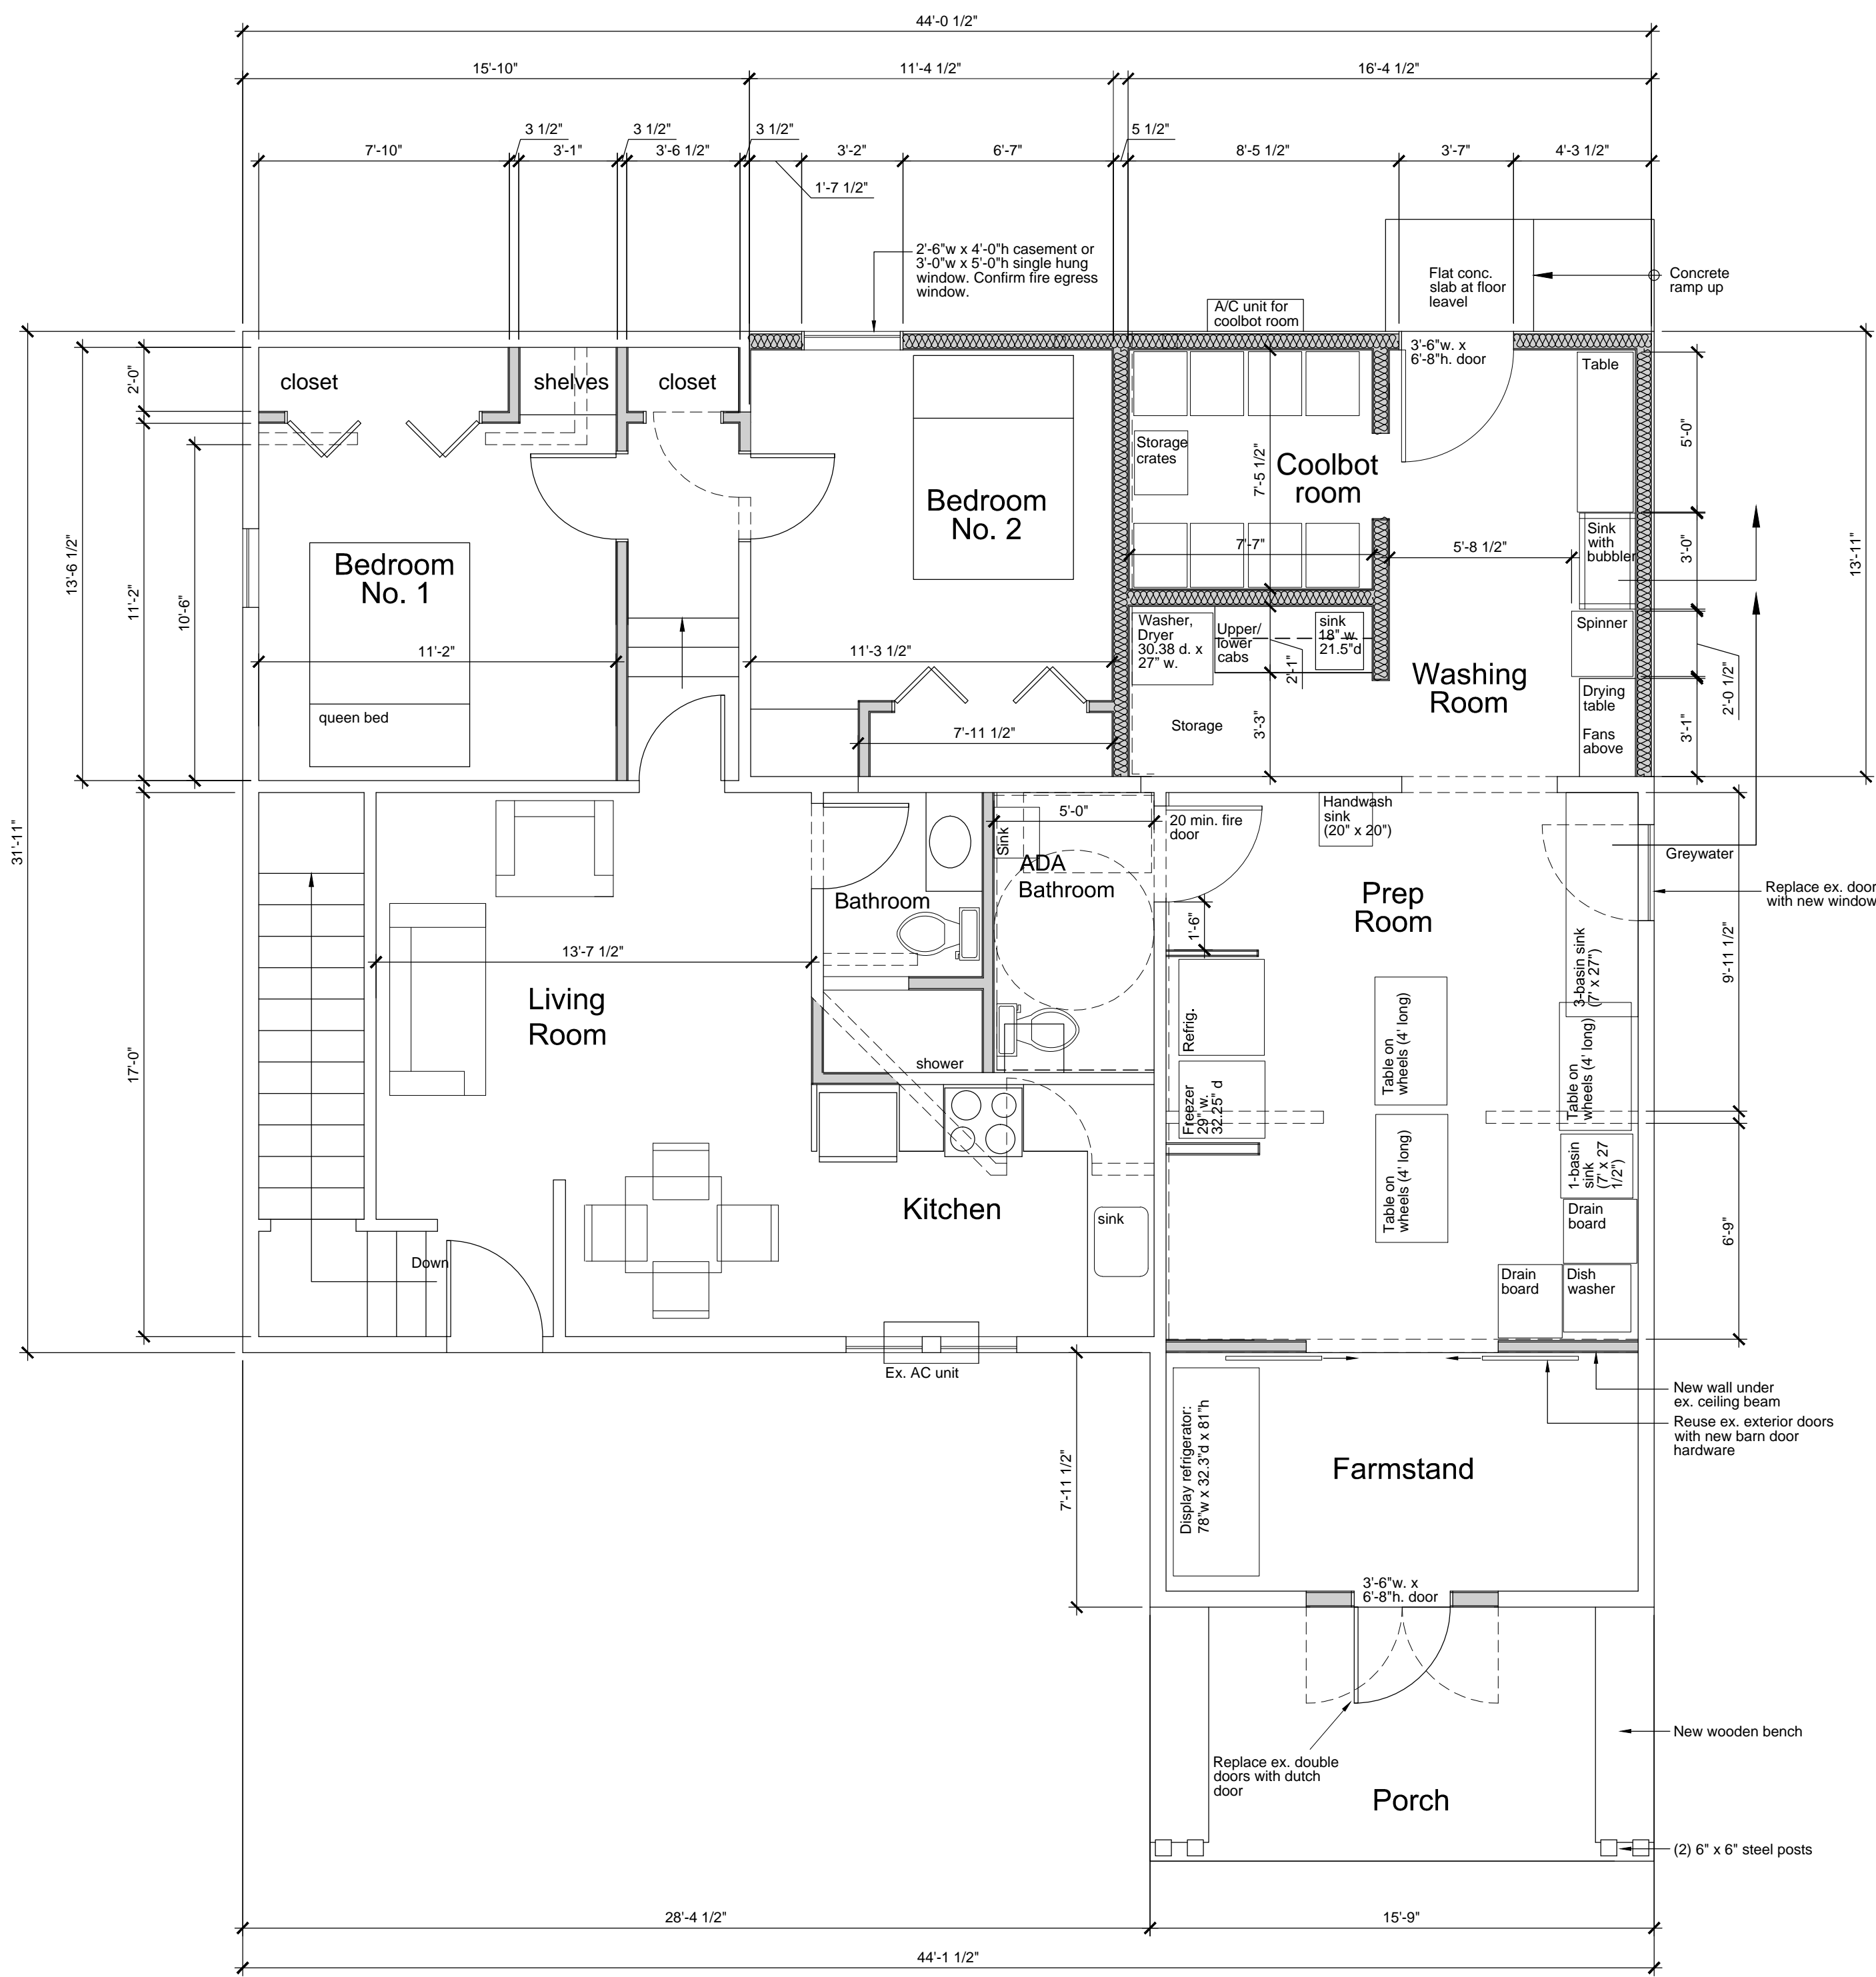 44'-0 1/2"
15'-10"
11'-4 1/2"
16'-4 1/2"
3 1/2"
3 1/2"
3 1/2"
5 1/2"
7'-10"
3'-1"
3'-6 1/2"
3'-2"
6'-7"
8'-5 1/2"
3'-7"
4'-3 1/2"
1'-7 1/2"
2'-6"w x 4'-0"h casement or
3'-0"w x 5'-0"h single hung
window. Confirm fire egress
window.
Flat conc.
slab at floor
leavel
Concrete
ramp up
A/C unit for
coolbot room
3'-6"w. x
6'-8"h. door
Table
closet
shelves
closet
2'-0"
Storage
crates
7'-5 1/2"
Coolbot
room
5'-0"
Bedroom
No. 2
Bedroom
No. 1
13'-6 1/2"
11'-2"
10'-6"
Sink
with
bubbler
7'-7"
5'-8 1/2"
3'-0"
13'-11"
Washer,
Dryer
30.38 d. x
27" w.
Upper/
lower
cabs
sink
18" w.
21.5"d
Spinner
11'-2"
11'-3 1/2"
2'-1"
Washing
Room
2'-0 1/2"
queen bed
Drying
table
Fans
above
Storage
3'-3"
3'-1"
7'-11 1/2"
31'-11"
5'-0"
Sink
20 min. fire
door
Handwash
sink
(20" x 20")
ADA
Bathroom
Greywater
Bathroom
Prep
Room
Replace ex. door
with new window
1'-6"
13'-7 1/2"
3-basin sink
(7' x 27")
9'-11 1/2"
Living
Room
Refrig.
Table on
wheels (4' long)
Table on
wheels (4' long)
17'-0"
shower
Freezer
29" w.
32.25" d
Table on
wheels (4' long)
1-basin
sink
(7' x 27
1/2")
Kitchen
sink
Drain
board
6'-9"
Down
Drain
board
Dish
washer
Ex. AC unit
New wall under
ex. ceiling beam
Reuse ex. exterior doors
with new barn door
hardware
Display refrigerator:
78"w x 32.3"d x 81"h
Farmstand
7'-11 1/2"
3'-6"w. x
6'-8"h. door
New wooden bench
Replace ex. double
doors with dutch
door
Porch
(2) 6" x 6" steel posts
28'-4 1/2"
15'-9"
44'-1 1/2"